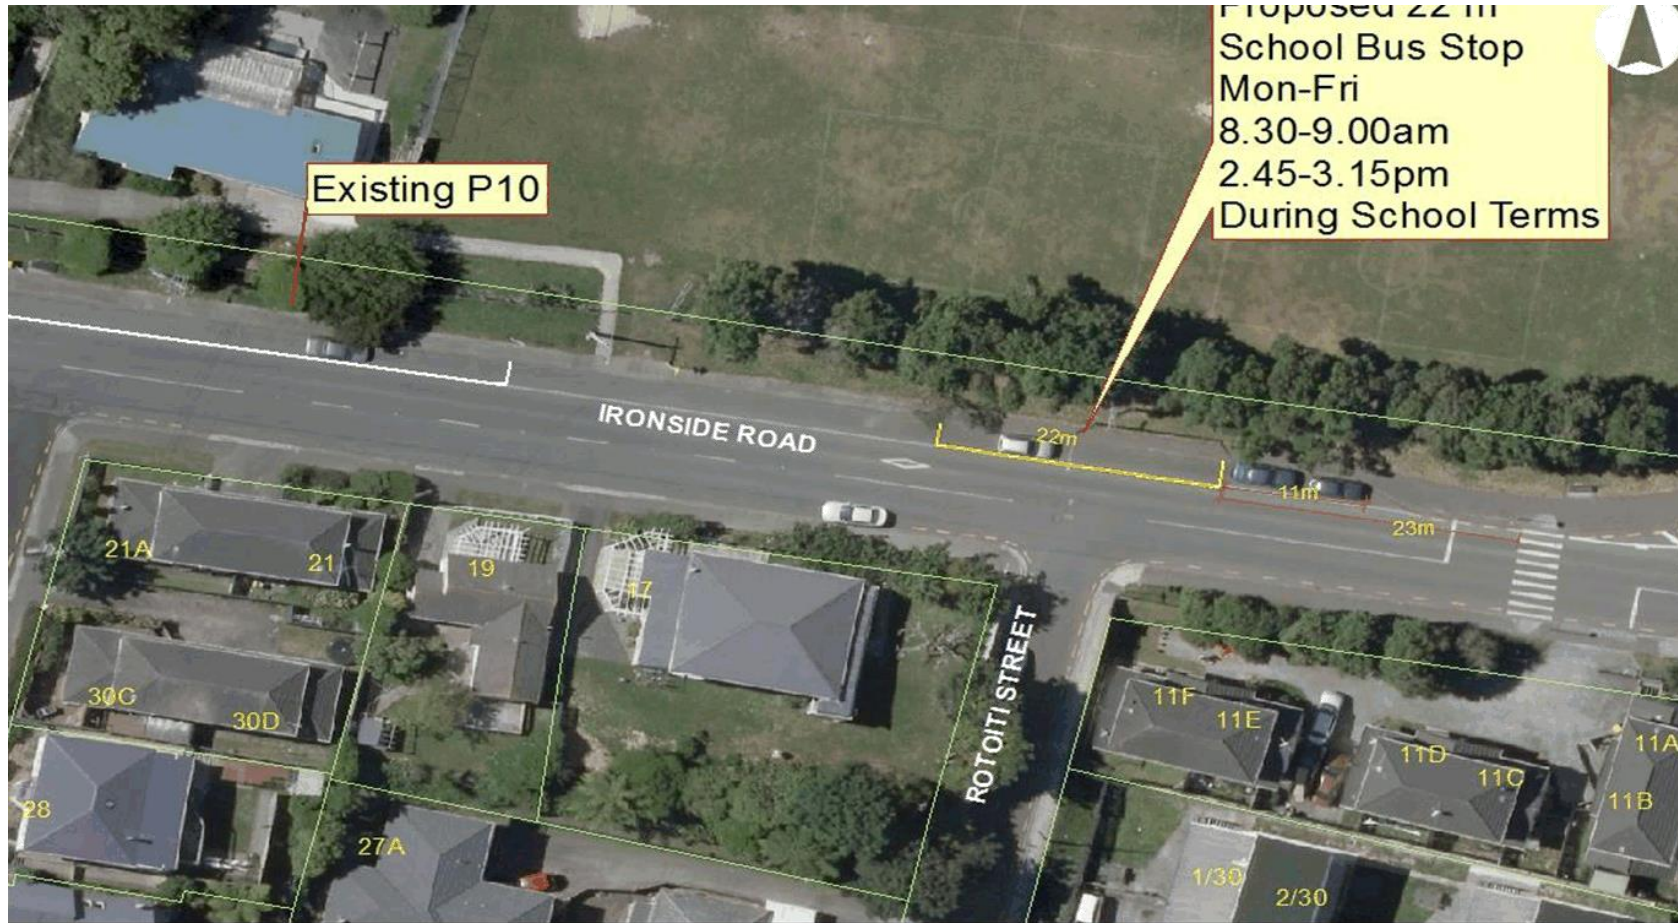 Proposed 22 m
School Bus Stop
Mon-Fri
8.30-9.00am
2.45-3.15pm
During School Terms
Existing P10
IRONSIDE ROAD
22m
11m
23m
21A
21
19
17
30C
30D
ROTOITI STREET
11F
11E
11D
11C
11A
11B
28
27A
1/30
2/30